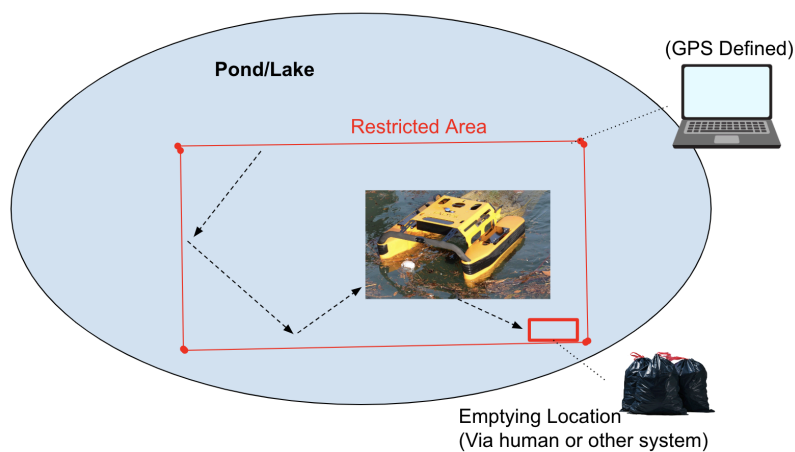 (GPS Defined)
Pond/Lake
Restricted Area
Emptying Location
(Via human or other system)